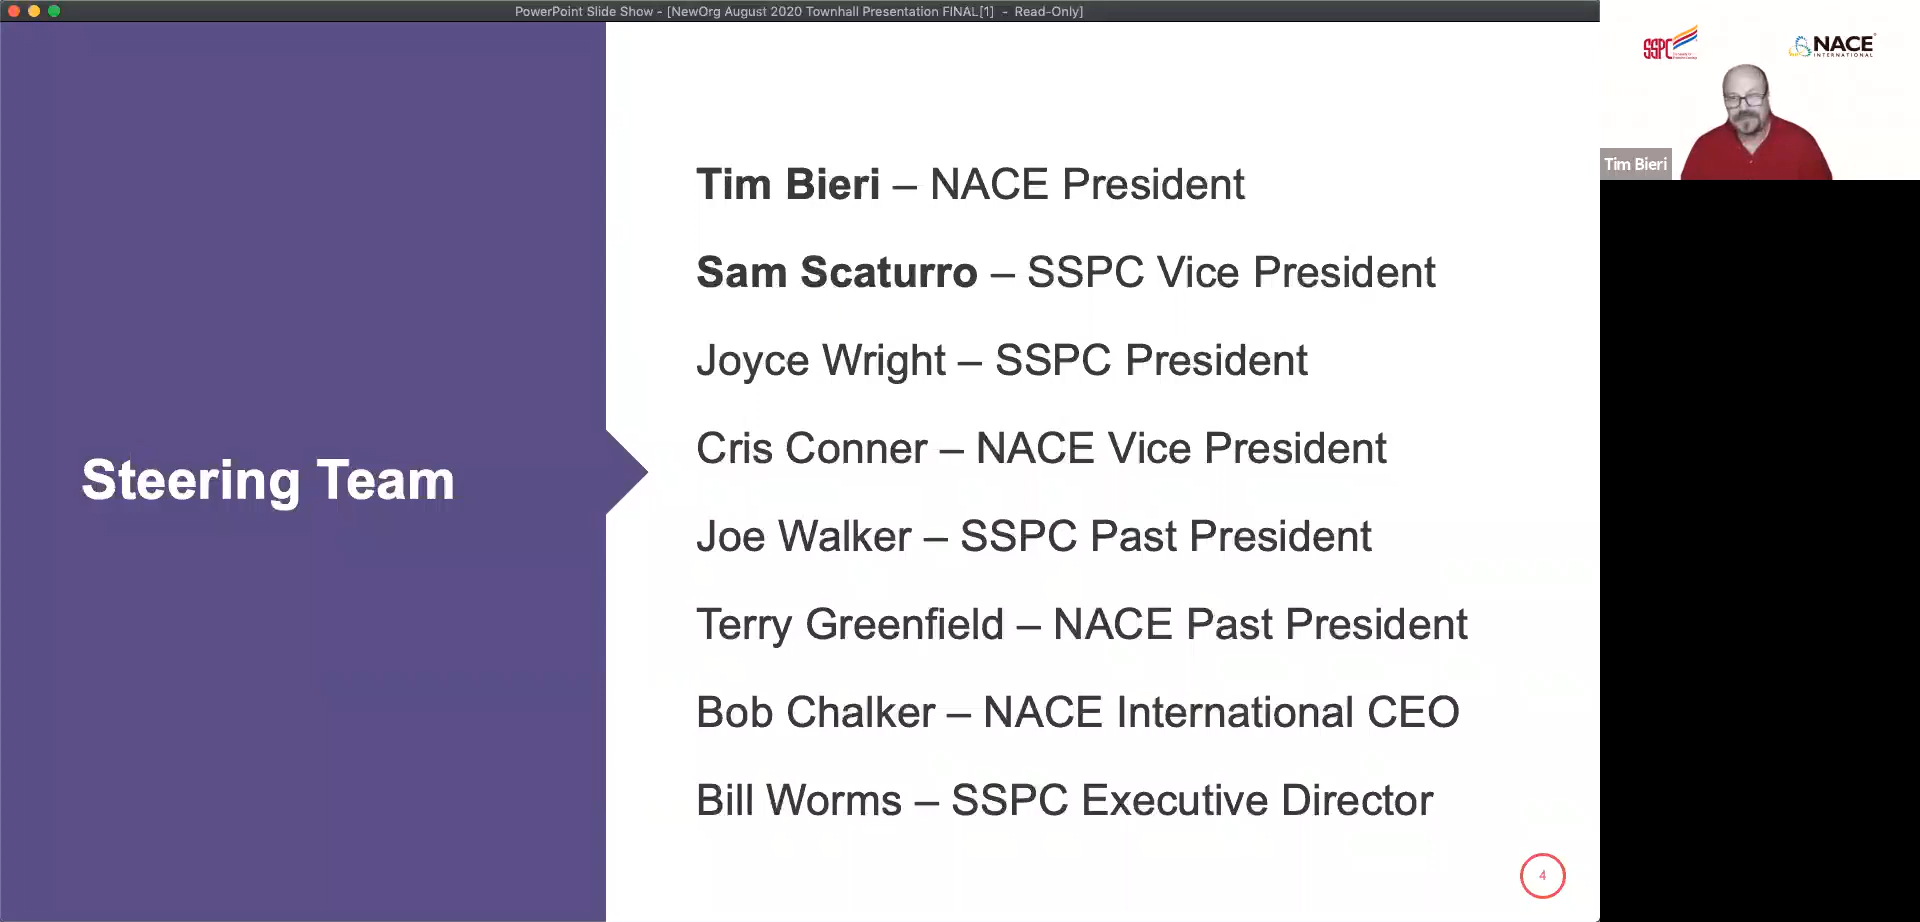 PowerPoint Slide Show - [NewOrg August 2020 Townhall Presentation FINAL[1] - Read-Only]
Steering Team
Tim Bieri – NACE President
Sam Scaturro – SSPC Vice President
Joyce Wright – SSPC President
Cris Conner – NACE Vice President
Joe Walker – SSPC Past President
Terry Greenfield – NACE Past President
Bob Chalker – NACE International CEO
Bill Worms – SSPC Executive Director
4
SSPC
NACE
INTERNATIONAL
Tim Bieri